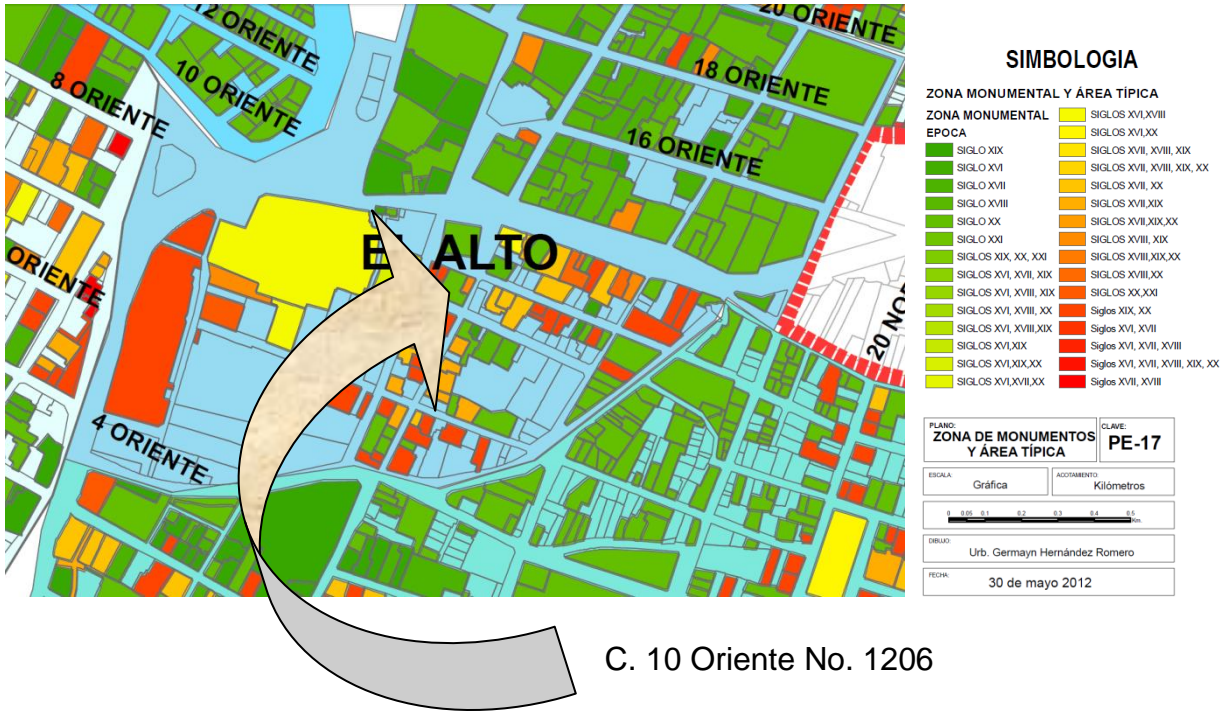 12 ORIENTE
20 ORIENTE
8 ORIENTE
10 ORIENTE
18 ORIENTE
16 ORIENTE
ORIENTE
ALTO
4 ORIENTE
SIMBOLOGIA
ZONA MONUMENTAL Y ÁREA TÍPICA
ZONA MONUMENTAL
EPOCA
SIGLO XIX
SIGLO XVI
SIGLO XVII
SIGLO XVIII
SIGLO XX
SIGLO XXI
SIGLOS XIX, XX, XXI
SIGLOS XVI, XVII, XIX
SIGLOS XVI, XVIII, XIX
SIGLOS XVI, XVIII, XX
SIGLOS XVI, XVIII,XIX
SIGLOS XVI,XIX
SIGLOS XVI,XIX,XX
SIGLOS XVI,XVII,XX
SIGLOS XVI,XVIII
SIGLOS XVI,XX
SIGLOS XVII, XVIII, XIX
SIGLOS XVII, XVIII, XIX, XX
SIGLOS XVII, XX
SIGLOS XVII,XIX
SIGLOS XVII,XIX,XX
SIGLOS XVIII, XIX
SIGLOS XVIII,XIX,XX
SIGLOS XVIII,XX
SIGLOS XX,XXI
Siglos XIX, XX
Siglos XVI, XVII
Siglos XVI, XVII, XVIII
Siglos XVI, XVII, XVIII, XIX, XX
Siglos XVII, XVIII
PLANO:
ZONA DE MONUMENTOS
Y ÁREA TÍPICA
CLAVE:
PE-17
ESCALA:
Gráfica
ACOTAMIENTO:
Kilómetros
0 0.05 0.1 0.2 0.3 0.4 0.5
Km
DIBUJO:
Urb. Germayn Hernández Romero
FECHA:
30 de mayo 2012
C. 10 Oriente No. 1206